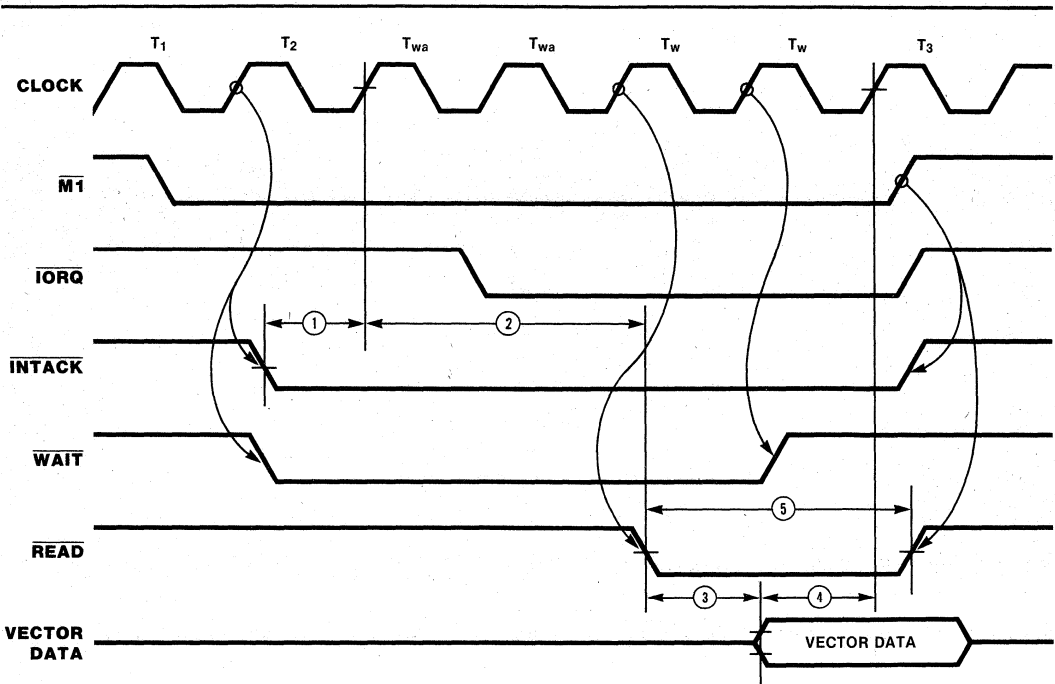 T1 T2 Twa Twa Tw Tw T3
CLOCK
M1
IORQ
1 2
INTACK
WAIT
5
READ
3 4
VECTOR
DATA
VECTOR DATA